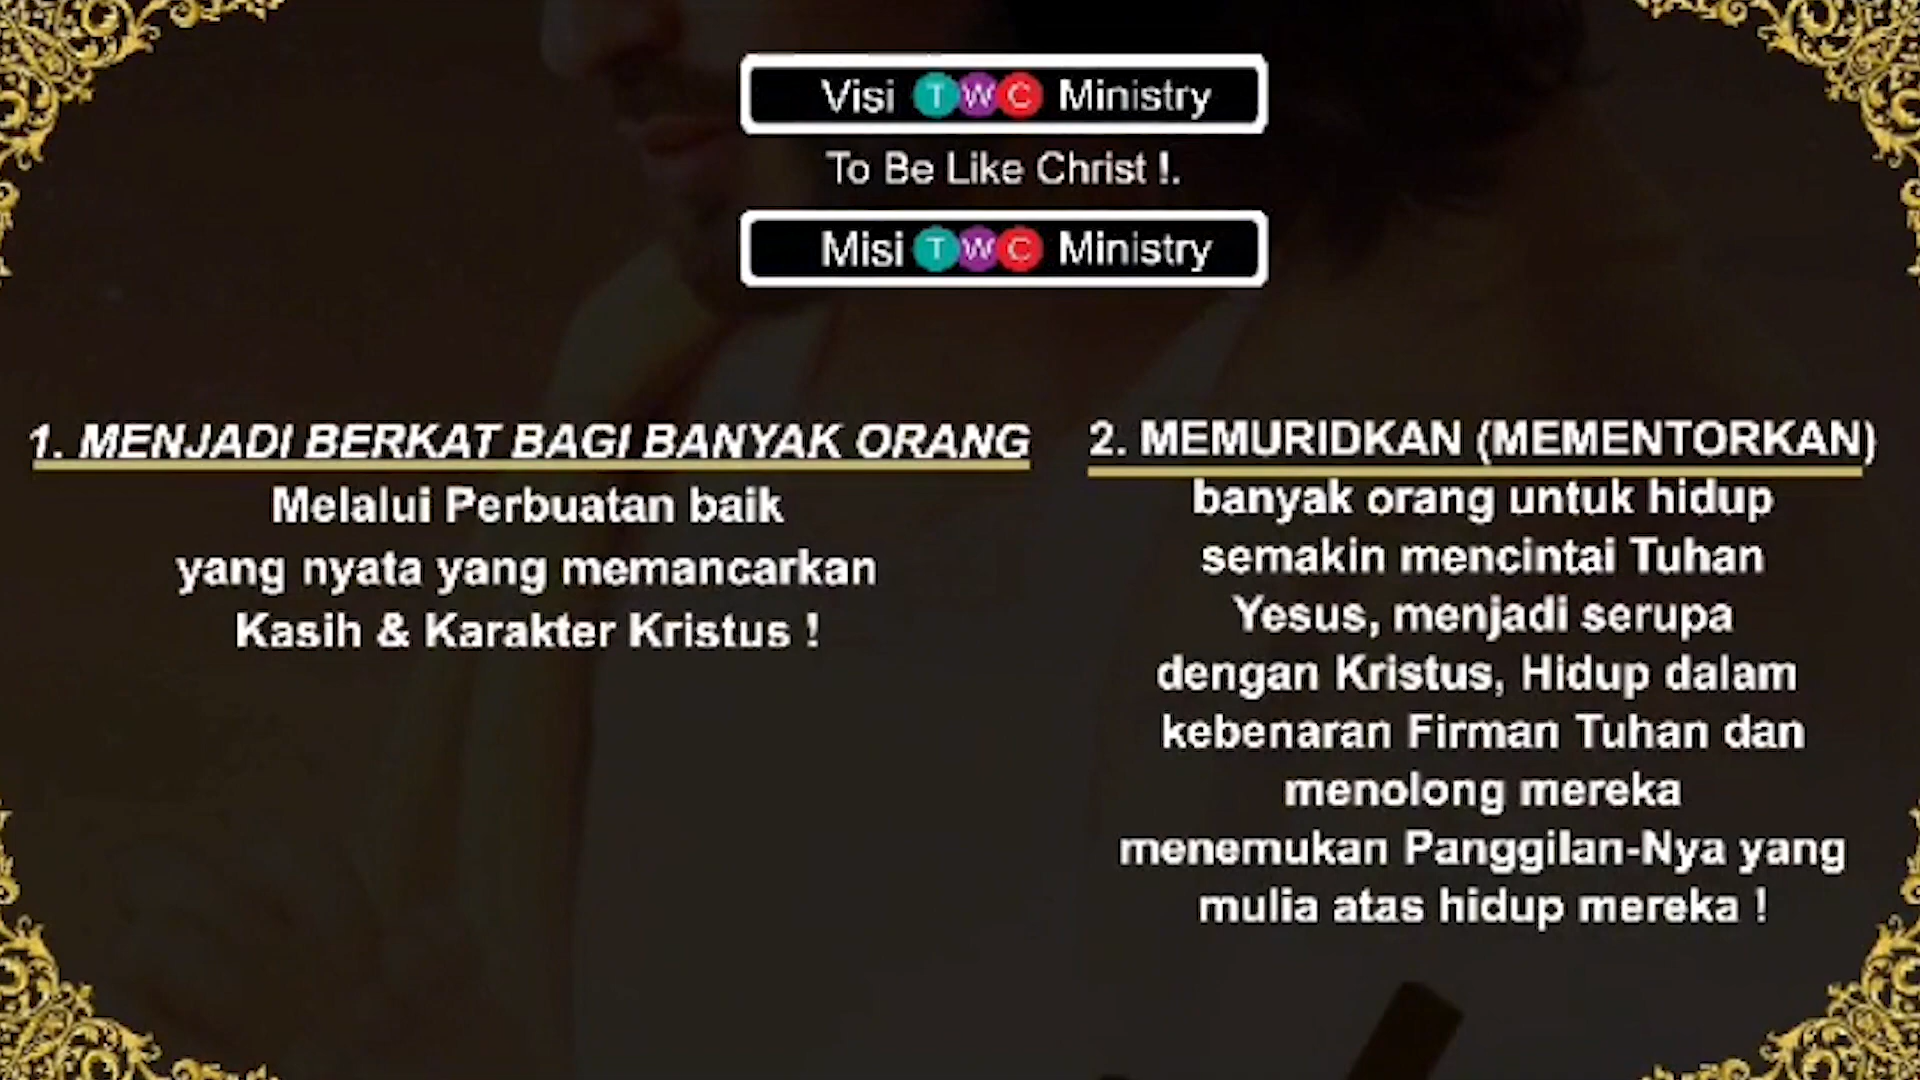 Visi TWC Ministry
To Be Like Christ !.
Misi TWC Ministry
1. MENJADI BERKAT BAGI BANYAK ORANG
Melalui Perbuatan baik
yang nyata yang memancarkan
Kasih & Karakter Kristus !
2. MEMURIDKAN (MEMENTORKAN)
banyak orang untuk hidup
semakin mencintai Tuhan
Yesus, menjadi serupa
dengan Kristus, Hidup dalam
kebenaran Firman Tuhan dan
menolong mereka
menemukan Panggilan-Nya yang
mulia atas hidup mereka !